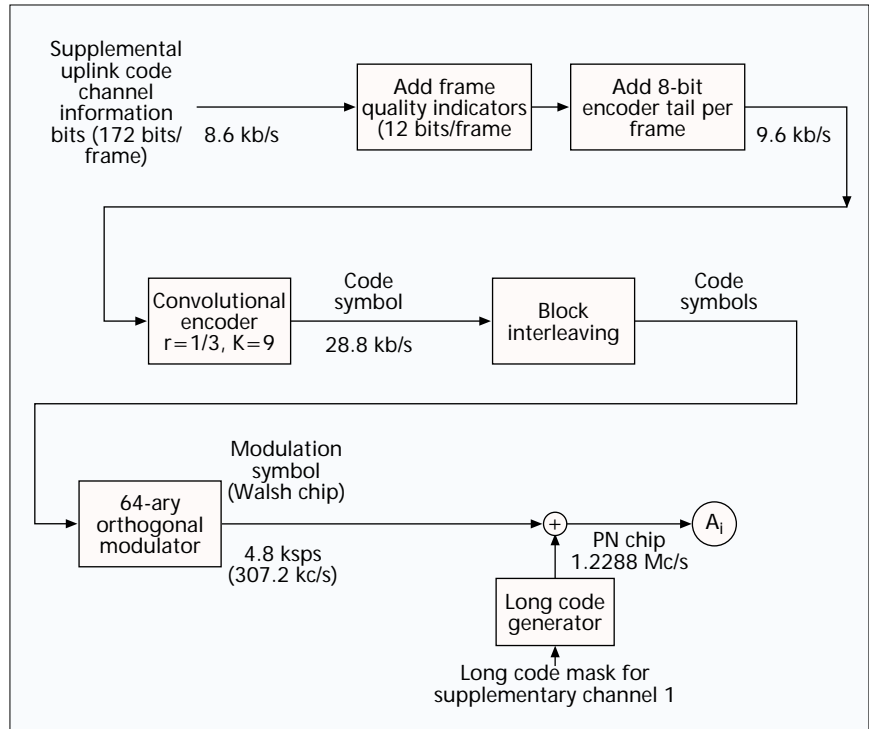 Supplemental
uplink code
channel
information
bits (172 bits/
frame)
8.6 kb/s
Add frame
quality indicators
(12 bits/frame
Add 8-bit
encoder tail per
frame
9.6 kb/s
Convolutional
encoder
r=1/3, K=9
Code
symbol
28.8 kb/s
Block
interleaving
Code
symbols
64-ary
orthogonal
modulator
Modulation
symbol
(Walsh chip)
4.8 ksps
(307.2 kc/s)
+
PN chip
1.2288 Mc/s
Ai
Long code
generator
Long code mask for
supplementary channel 1